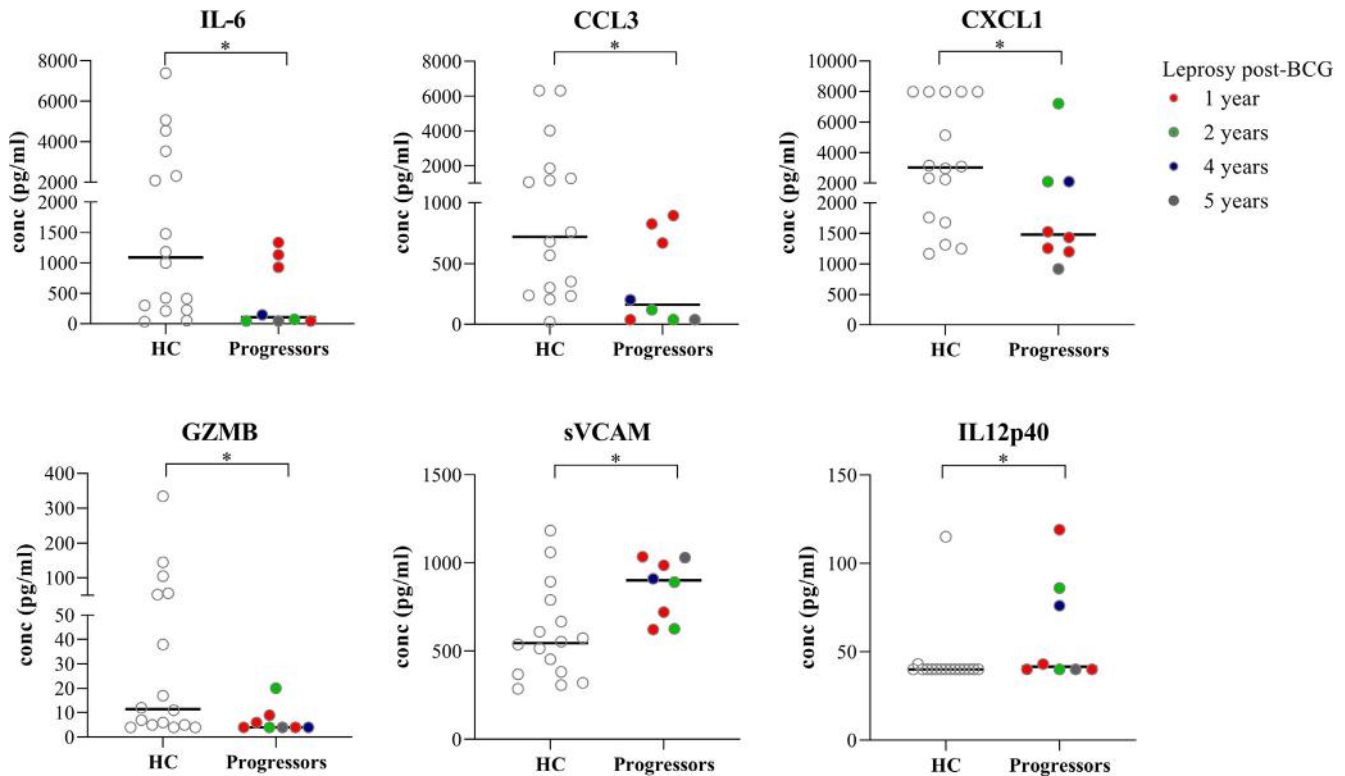 IL-6
*
conc (pg/ml)
8000
6000
4000
2000
2000
1500
1000
500
0
HC Progressors
CCL3
*
conc (pg/ml)
8000
6000
4000
2000
1000
500
0
HC Progressors
CXCL1
*
conc (pg/ml)
10000
8000
6000
4000
2000
2000
1500
1000
500
0
HC Progressors
Leprosy post-BCG
1 year
2 years
4 years
5 years
GZMB
*
conc (pg/ml)
400
300
200
100
50
40
30
20
10
0
HC Progressors
sVCAM
*
conc (pg/ml)
1500
1000
500
0
HC Progressors
IL12p40
*
conc (pg/ml)
150
100
50
0
HC Progressors